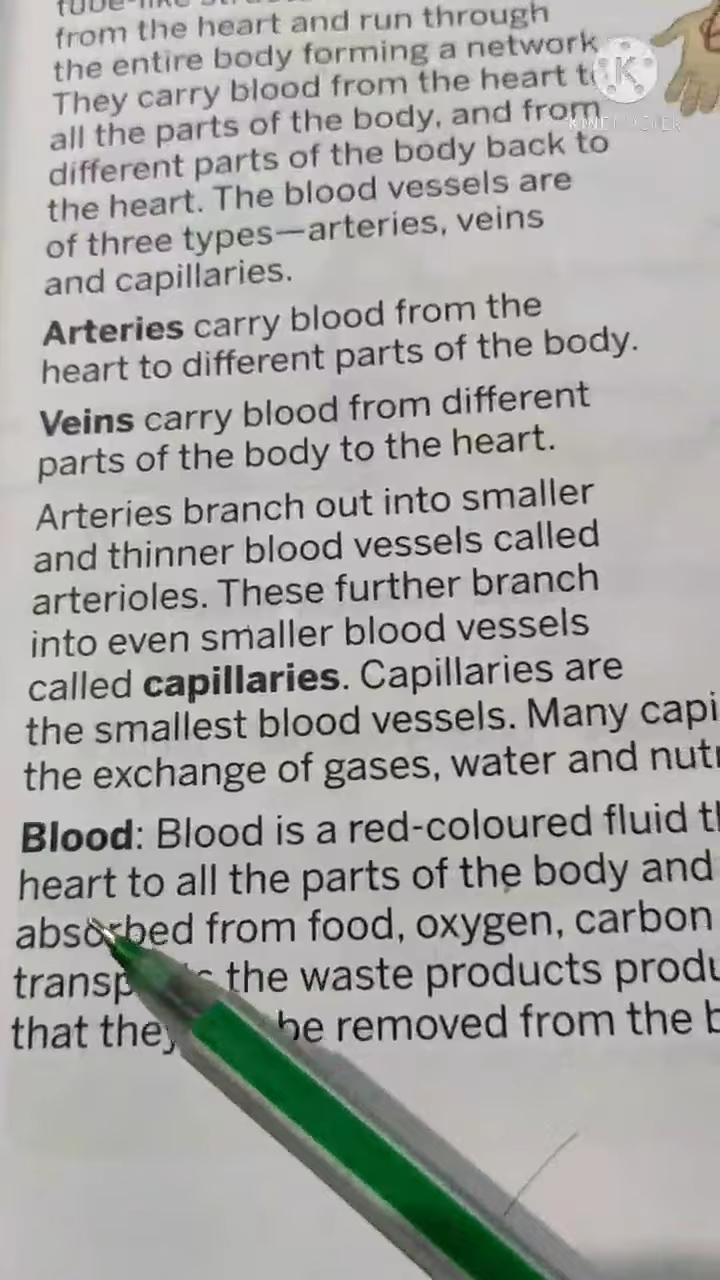 from the heart and run through
the entire body forming a network
They carry blood from the heart to
all the parts of the body, and from
different parts of the body back to
the heart. The blood vessels are
of three types—arteries, veins
and capillaries.
Arteries carry blood from the
heart to different parts of the body.
Veins carry blood from different
parts of the body to the heart.
Arteries branch out into smaller
and thinner blood vessels called
arterioles. These further branch
into even smaller blood vessels
called capillaries. Capillaries are
the smallest blood vessels. Many capi
the exchange of gases, water and nutr
Blood: Blood is a red-coloured fluid th
heart to all the parts of the body and
absorbed from food, oxygen, carbon
the waste products produ
that they be removed from the b
K
KINEMASTER